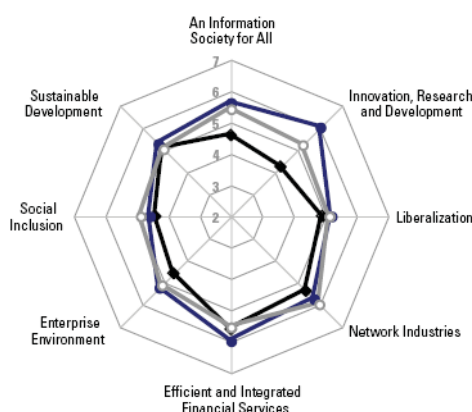 An Information
Society for All
7
6
5
4
3
2
Sustainable
Development
Innovation, Research
and Development
Social
Inclusion
Liberalization
Enterprise
Environment
Network Industries
Efficient and Integrated
Financial Services